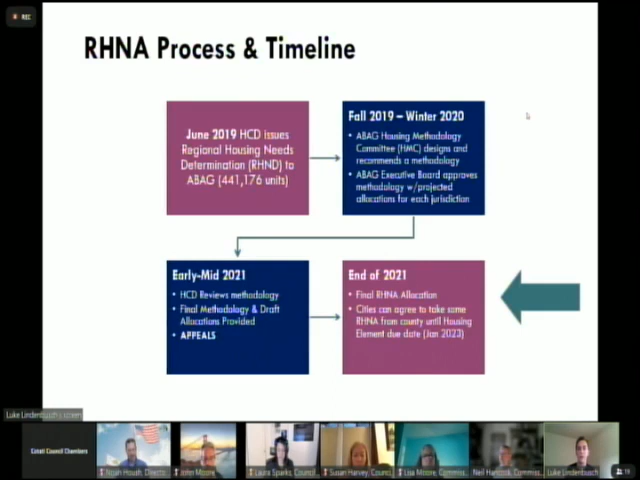 REC
RHNA Process & Timeline
June 2019 HCD issues
Regional Housing Needs
Determination (RHND) to
ABAG (441,176 units)
Fall 2019 – Winter 2020
• ABAG Housing Methodology
Committee (HMC) designs and
recommends a methodology
• ABAG Executive Board approves
methodology w/projected
allocations for each jurisdiction
Early-Mid 2021
• HCD Reviews methodology
• Final Methodology & Draft
Allocations Provided
• APPEALS
End of 2021
• Final RHNA Allocation
• Cities can agree to take some
RHNA from county until Housing
Element due date (Jan 2023)
Luke Lindenbusch's screen
Cotati Council Chambers
Noah Housh, Directo...
John Moore
Laura Sparks, Council...
Susan Harvey, Counci...
Lisa Moore, Commiss...
Neil Hancock, Commiss...
Luke Lindenbusch